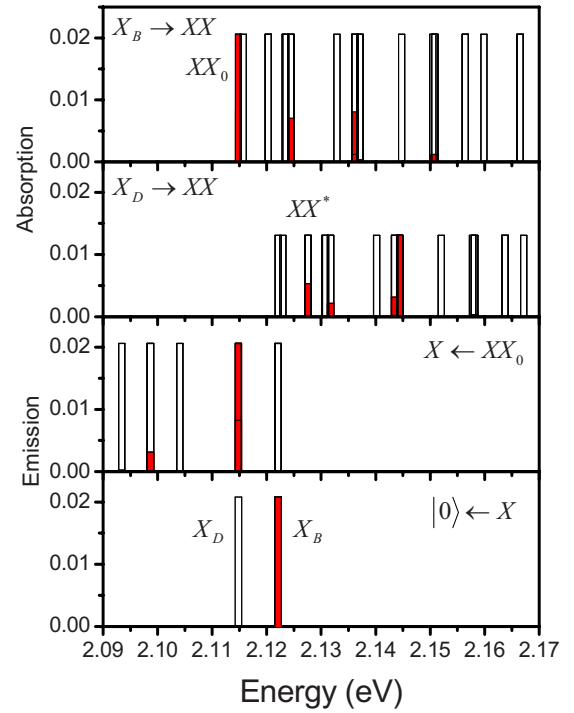 X_B → XX
XX_0
0.02
0.01
0.00
X_D → XX
XX^*
0.02
0.01
0.00
Absorption
X ← XX_0
0.02
0.01
0.00
|0⟩ ← X
X_D
X_B
0.02
0.01
0.00
Emission
2.09 2.10 2.11 2.12 2.13 2.14 2.15 2.16 2.17
Energy (eV)